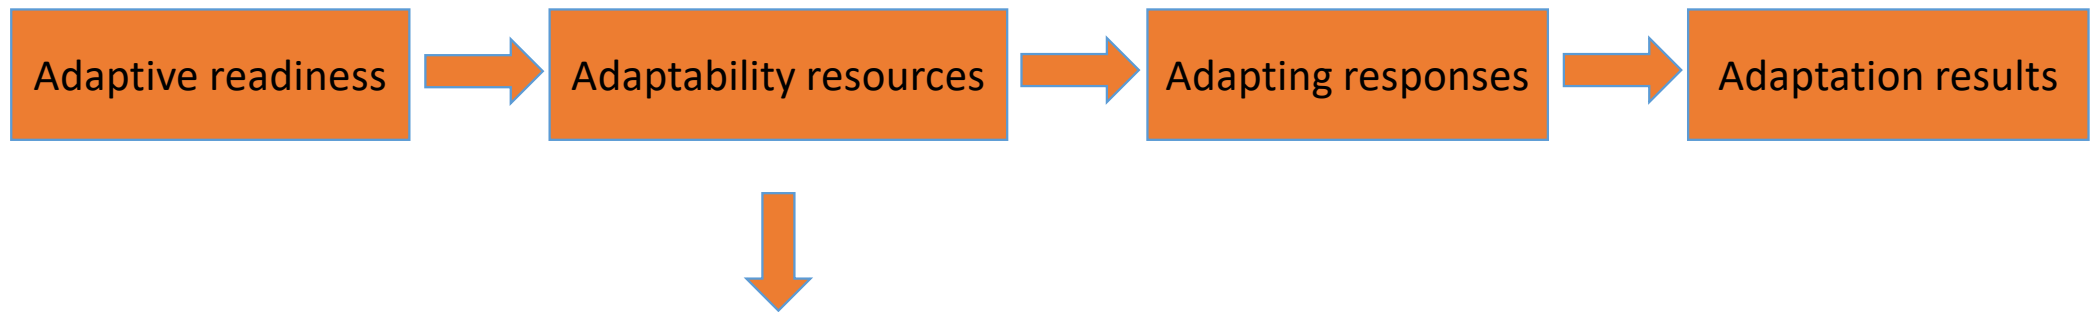 Adaptive readiness
Adaptability resources
Adapting responses
Adaptation results